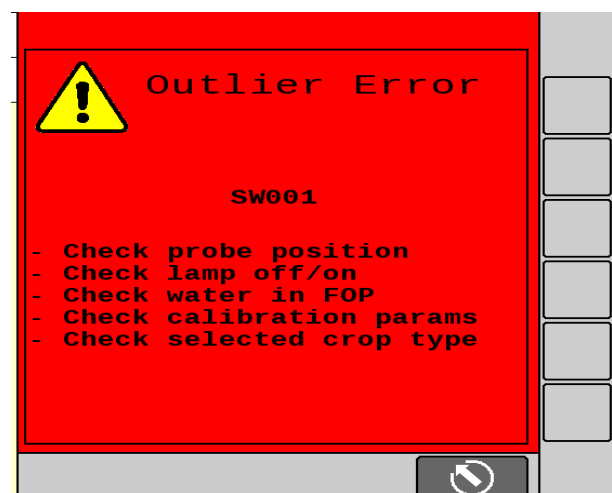 Outlier Error
SW001
- Check probe position
- Check lamp off/on
- Check water in FOP
- Check calibration params
- Check selected crop type